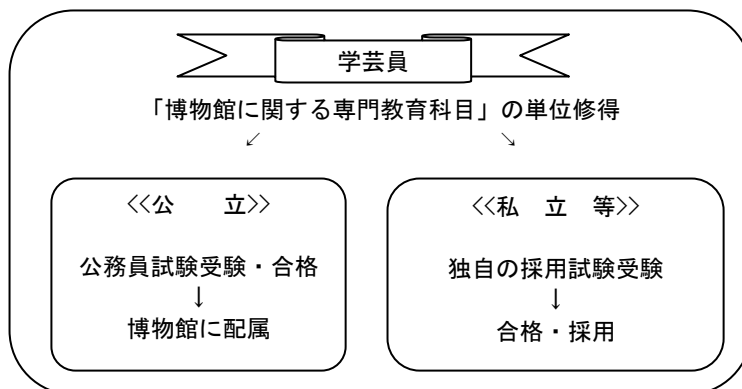 学芸員
「博物館に関する専門教育科目」の単位修得
↙ ↘
<<公 立>>
公務員試験受験・合格
↓
博物館に配属
<<私 立 等>>
独自の採用試験受験
↓
合格・採用